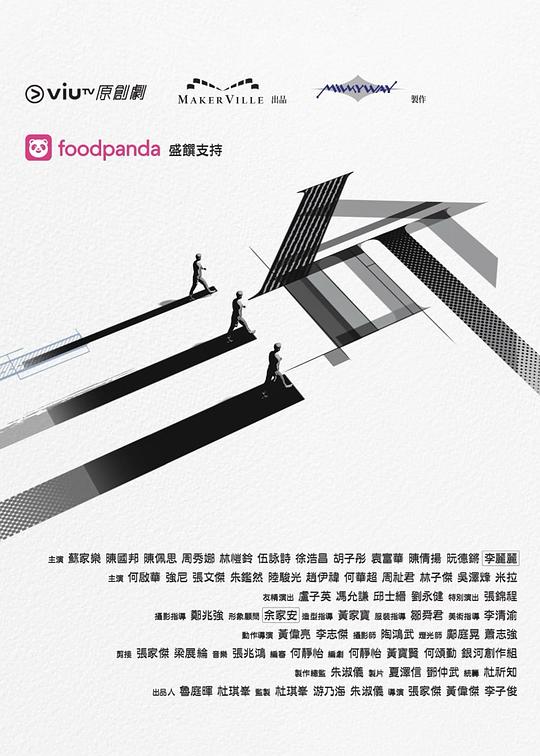 viuTV原創劇 MAKERVILLE 出品 MILKYWAY 製作
foodpanda 盛饌支持
主演 蘇家樂 陳國邦 陳佩思 周秀娜 林愷鈴 伍詠詩 徐浩昌 胡子彤 袁富華 陳倩揚 阮德鏘 李麗麗
主演 何啟華 強尼 張文傑 朱鑑然 陸駿光 趙伊禕 何華超 周祉君 林子傑 吳澤烽 米拉
友情演出 盧子英 馮允謙 邱士縉 劉永健 特別演出 張錦程
攝影指導 鄭兆強 形象顧問 余家安 造型指導 黃家寶 服裝指導 鄒舜君 美術指導 李清渝
動作導演 黃偉亮 李志傑 攝影師 陶鴻武 燈光師 鄺庭昇 蕭志強
剪接 張家傑 梁展綸 音樂 張兆鴻 編審 何靜怡 編劇 何靜怡 黃寶賢 何頌勤 銀河創作組
製作總監 朱淑儀 製片 夏澤信 鄧仲武 統籌 杜祈知
出品人 魯庭暉 杜琪峯 監製 杜琪峯 游乃海 朱淑儀 導演 張家傑 黃偉傑 李子俊